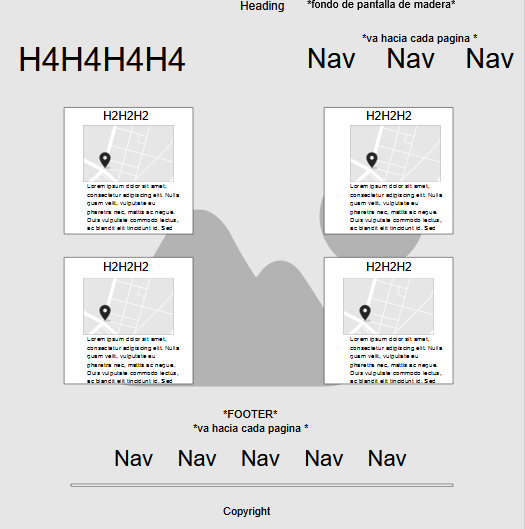 Heading
*fondo de pantalla de madera*
*va hacia cada pagina *
H4H4H4H4
Nav Nav Nav
H2H2H2
Lorem ipsum dolor sit amet,
consectetur adipiscing elit. Nulla
quam velit, vulputate eu
pharetra nec, mattis ac neque.
Duis vulputate commodo lectus,
ac blandit elit tincidunt id. Sed
H2H2H2
Lorem ipsum dolor sit amet,
consectetur adipiscing elit. Nulla
quam velit, vulputate eu
pharetra nec, mattis ac neque.
Duis vulputate commodo lectus,
ac blandit elit tincidunt id. Sed
H2H2H2
Lorem ipsum dolor sit amet,
consectetur adipiscing elit. Nulla
quam velit, vulputate eu
pharetra nec, mattis ac neque.
Duis vulputate commodo lectus,
ac blandit elit tincidunt id. Sed
H2H2H2
Lorem ipsum dolor sit amet,
consectetur adipiscing elit. Nulla
quam velit, vulputate eu
pharetra nec, mattis ac neque.
Duis vulputate commodo lectus,
ac blandit elit tincidunt id. Sed
*FOOTER*
*va hacia cada pagina *
Nav Nav Nav Nav Nav
Copyright